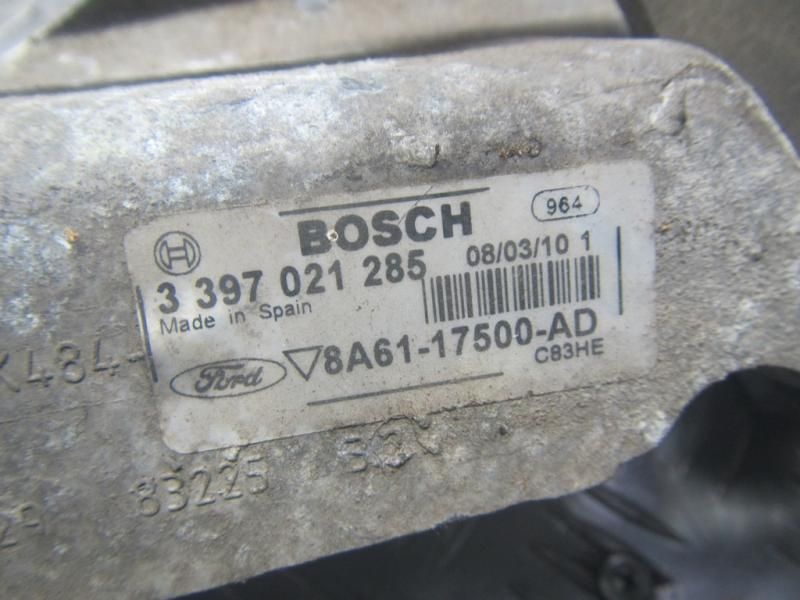 BOSCH
964
3 397 021 285
08/03/10 1
Made in Spain
Ford
8A61-17500-AD
C83HE
K484-
83225